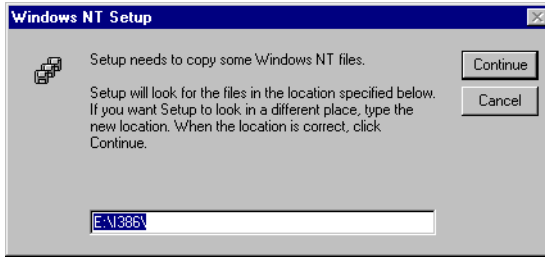 Windows NT Setup
Setup needs to copy some Windows NT files.
Continue
Setup will look for the files in the location specified below.
If you want Setup to look in a different place, type the
new location. When the location is correct, click
Continue.
Cancel
E:\I386\